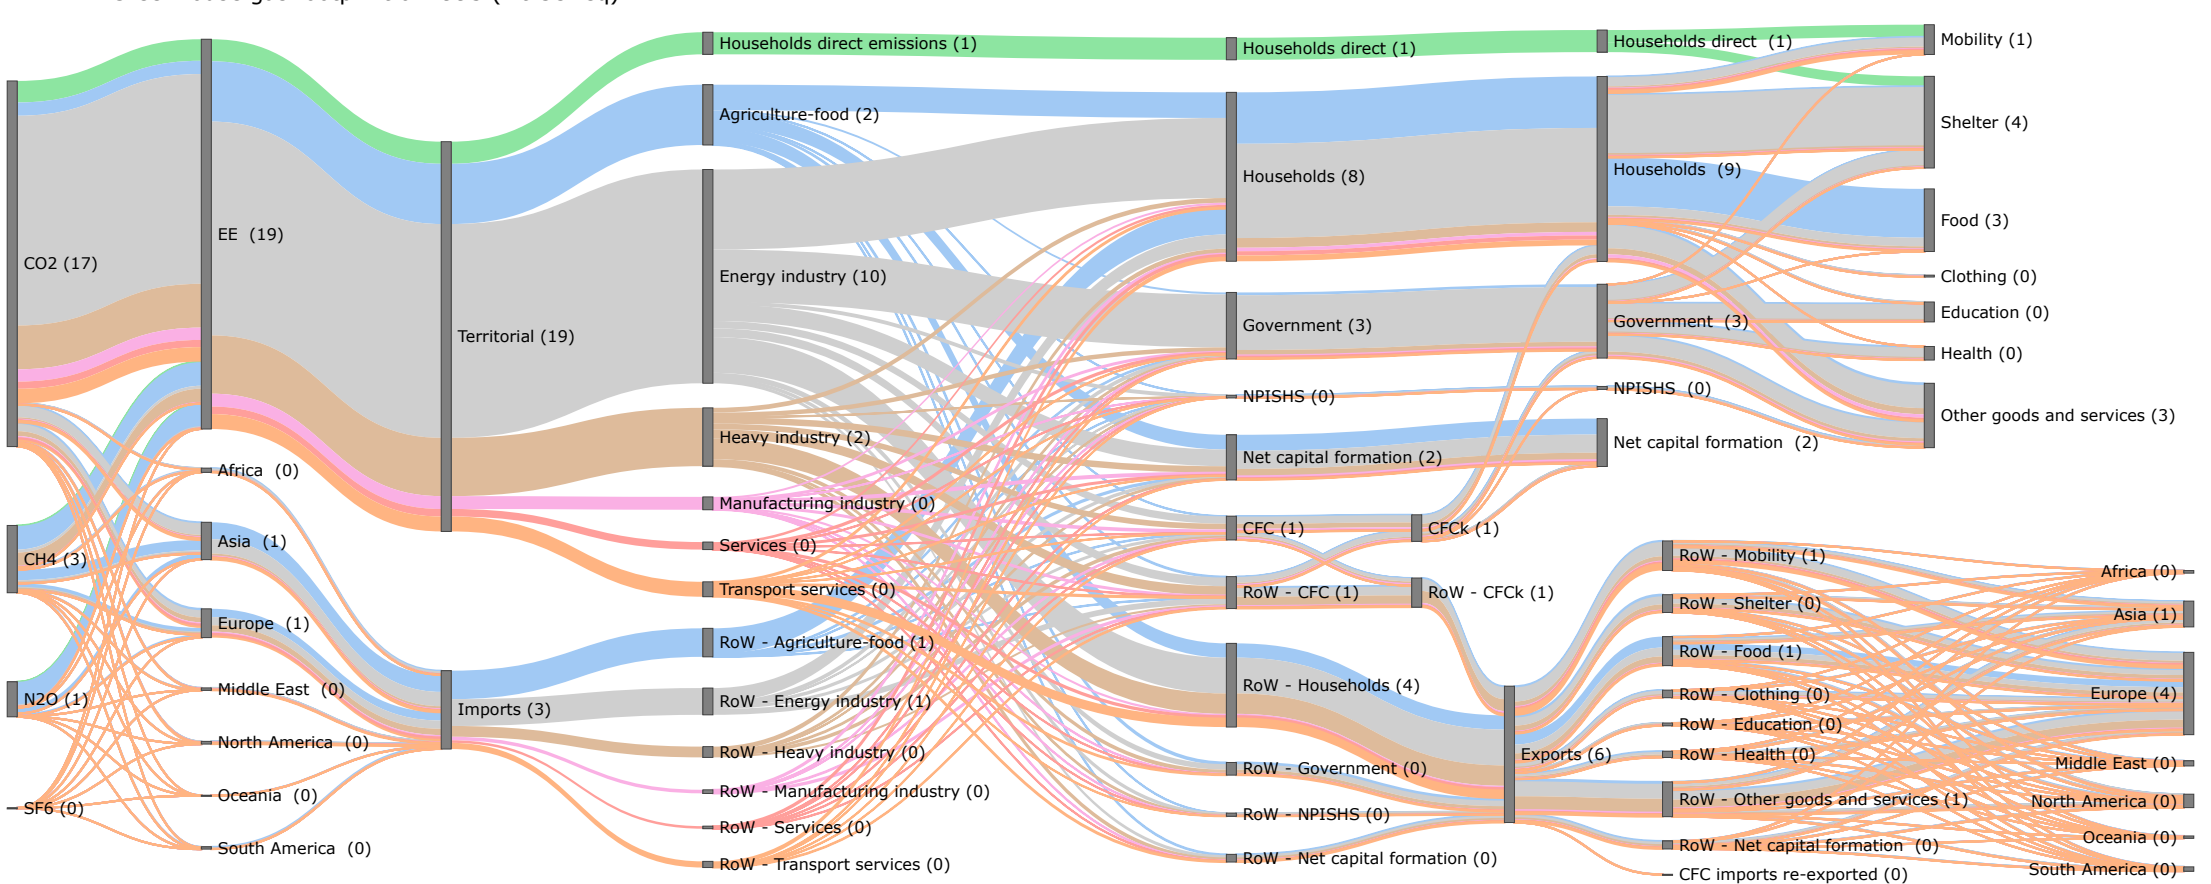 CO2 (17)
CH4 (3)
N2O (1)
SF6 (0)
EE (19)
Africa (0)
Asia (1)
Europe (1)
Middle East (0)
North America (0)
Oceania (0)
South America (0)
Territorial (19)
Imports (3)
Households direct emissions (1)
Agriculture-food (2)
Energy industry (10)
Heavy industry (2)
Manufacturing industry (0)
Services (0)
Transport services (0)
RoW - Agriculture-food (1)
RoW - Energy industry (1)
RoW - Heavy industry (0)
RoW - Manufacturing industry (0)
RoW - Services (0)
RoW - Transport services (0)
Households direct (1)
Households (8)
Government (3)
NPISHS (0)
Net capital formation (2)
CFC (1)
RoW - CFC (1)
RoW - Households (4)
RoW - Government (0)
RoW - NPISHS (0)
RoW - Net capital formation (0)
CFCk (1)
RoW - CFCk (1)
Exports (6)
Households direct (1)
Households (9)
Government (3)
NPISHS (0)
Net capital formation (2)
RoW - Mobility (1)
RoW - Shelter (0)
RoW - Food (1)
RoW - Clothing (0)
RoW - Education (0)
RoW - Health (0)
RoW - Other goods and services (1)
RoW - Net capital formation (0)
CFC imports re-exported (0)
Mobility (1)
Shelter (4)
Food (3)
Clothing (0)
Education (0)
Health (0)
Other goods and services (3)
Africa (0)
Asia (1)
Europe (4)
Middle East (0)
North America (0)
Oceania (0)
South America (0)